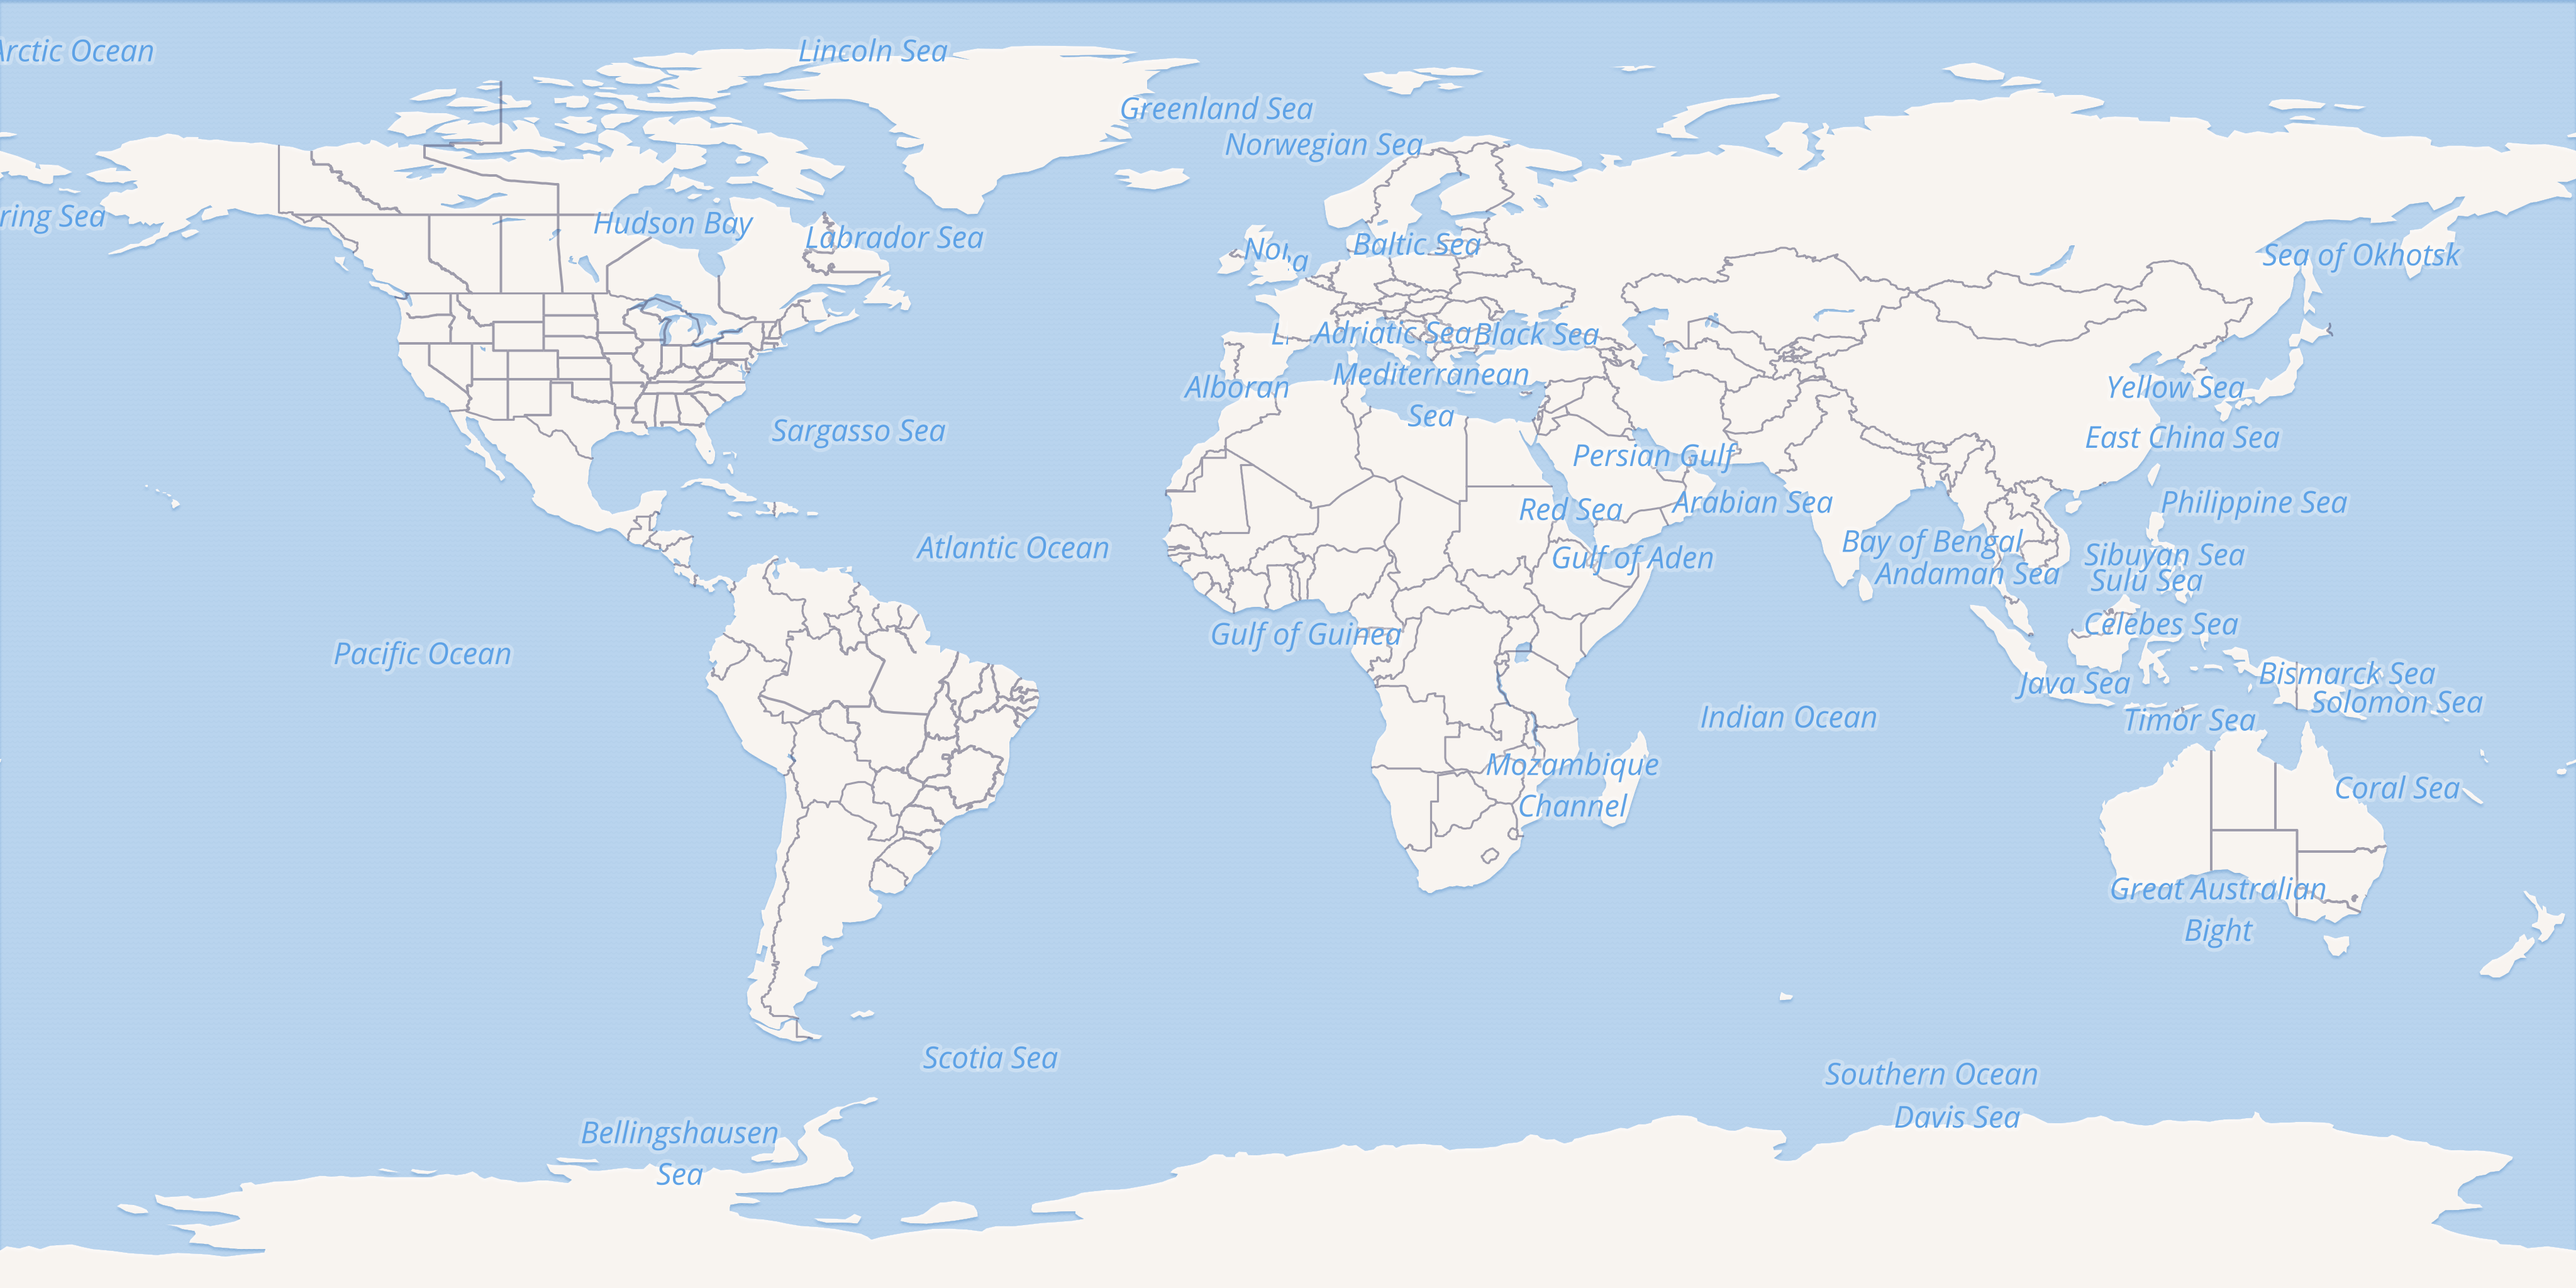 Arctic Ocean
Lincoln Sea
Greenland Sea
Norwegian Sea
ring Sea
Hudson Bay
Labrador Sea
Baltic Sea
Sea of Okhotsk
Adriatic Sea
Black Sea
Mediterranean
Sea
Alboran
Yellow Sea
Sargasso Sea
East China Sea
Persian Gulf
Red Sea
Arabian Sea
Philippine Sea
Atlantic Ocean
Gulf of Aden
Bay of Bengal
Andaman Sea
Sibuyan Sea
Sulu Sea
Celebes Sea
Gulf of Guinea
Pacific Ocean
Java Sea
Bismarck Sea
Solomon Sea
Timor Sea
Indian Ocean
Mozambique
Channel
Coral Sea
Great Australian
Bight
Scotia Sea
Southern Ocean
Davis Sea
Bellingshausen
Sea